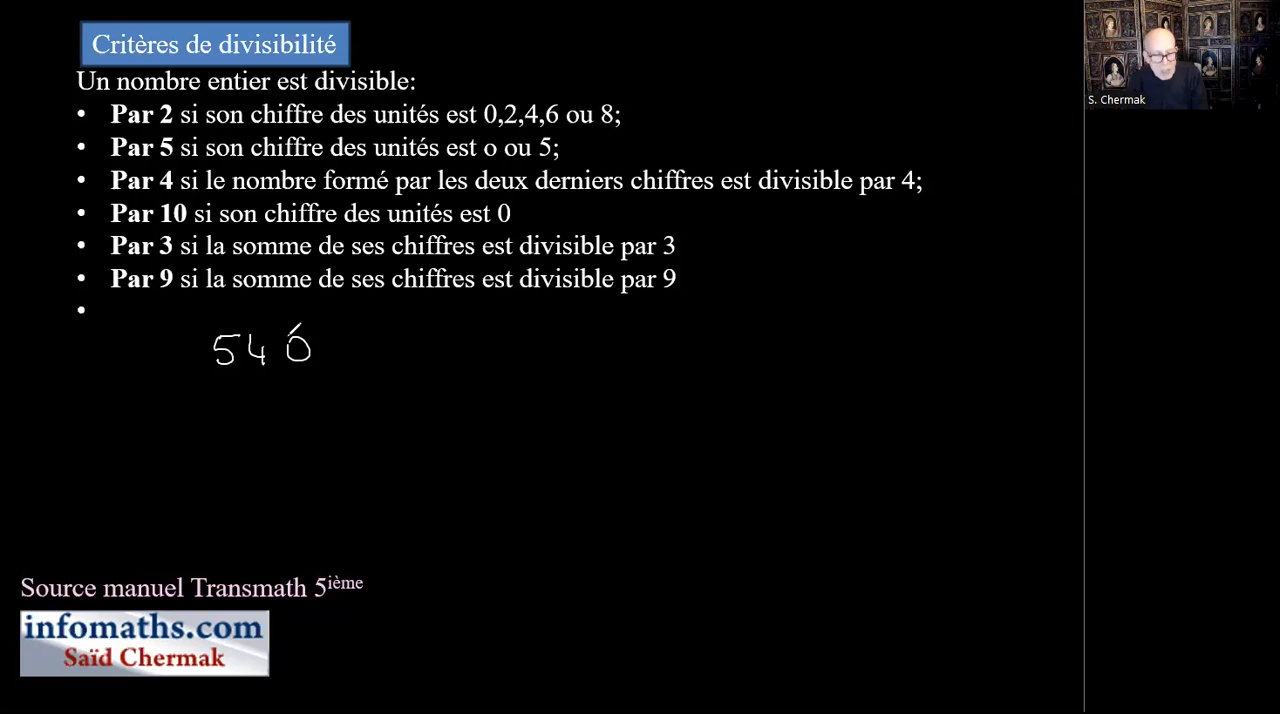 Critères de divisibilité
Un nombre entier est divisible:
• Par 2 si son chiffre des unités est 0,2,4,6 ou 8;
• Par 5 si son chiffre des unités est o ou 5;
• Par 4 si le nombre formé par les deux derniers chiffres est divisible par 4;
• Par 10 si son chiffre des unités est 0
• Par 3 si la somme de ses chiffres est divisible par 3
• Par 9 si la somme de ses chiffres est divisible par 9
•
54 0
Source manuel Transmath 5ième
infomaths.com
Saïd Chermak
S. Chermak